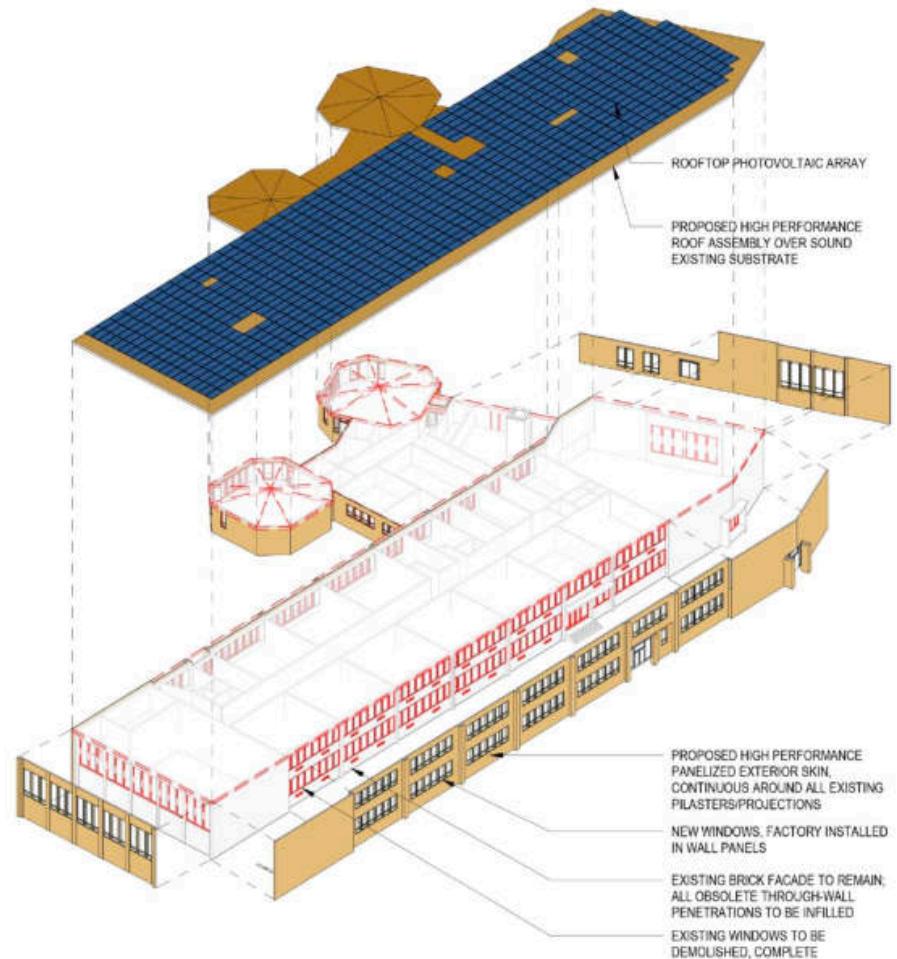 ROOFTOP PHOTOVOLTAIC ARRAY
PROPOSED HIGH PERFORMANCE
ROOF ASSEMBLY OVER SOUND
EXISTING SUBSTRATE
PROPOSED HIGH PERFORMANCE
PANELIZED EXTERIOR SKIN,
CONTINUOUS AROUND ALL EXISTING
PILASTERS/PROJECTIONS
NEW WINDOWS, FACTORY INSTALLED
IN WALL PANELS
EXISTING BRICK FACADE TO REMAIN;
ALL OBSOLETE THROUGH-WALL
PENETRATIONS TO BE INFILLED
EXISTING WINDOWS TO BE
DEMOLISHED, COMPLETE